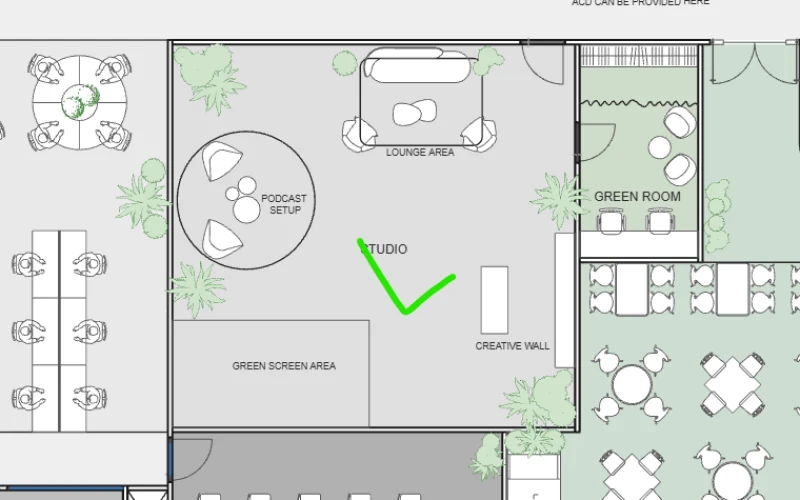 ACD CAN BE PROVIDED HERE
LOUNGE AREA
GREEN ROOM
PODCAST
SETUP
STUDIO
CREATIVE WALL
GREEN SCREEN AREA